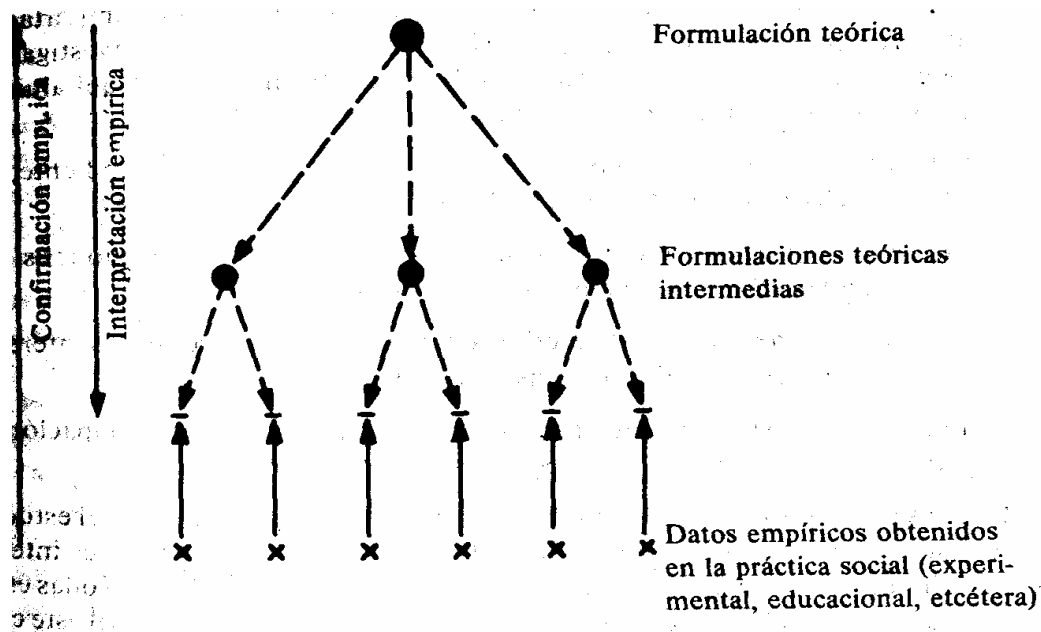 Formulación teórica
Confirmación empírica
Interpretación empírica
Formulaciones teóricas
intermedias
Datos empíricos obtenidos
en la práctica social (experi-
mental, educacional, etcétera)